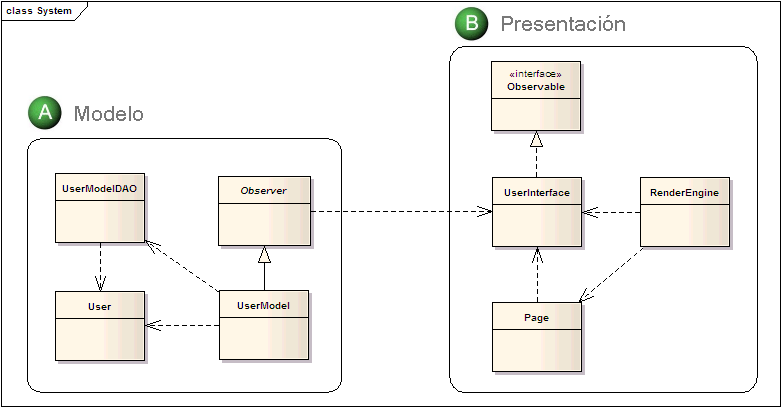 class System
B Presentación
«interface»
Observable
A Modelo
UserModelDAO
Observer
UserInterface
RenderEngine
User
UserModel
Page